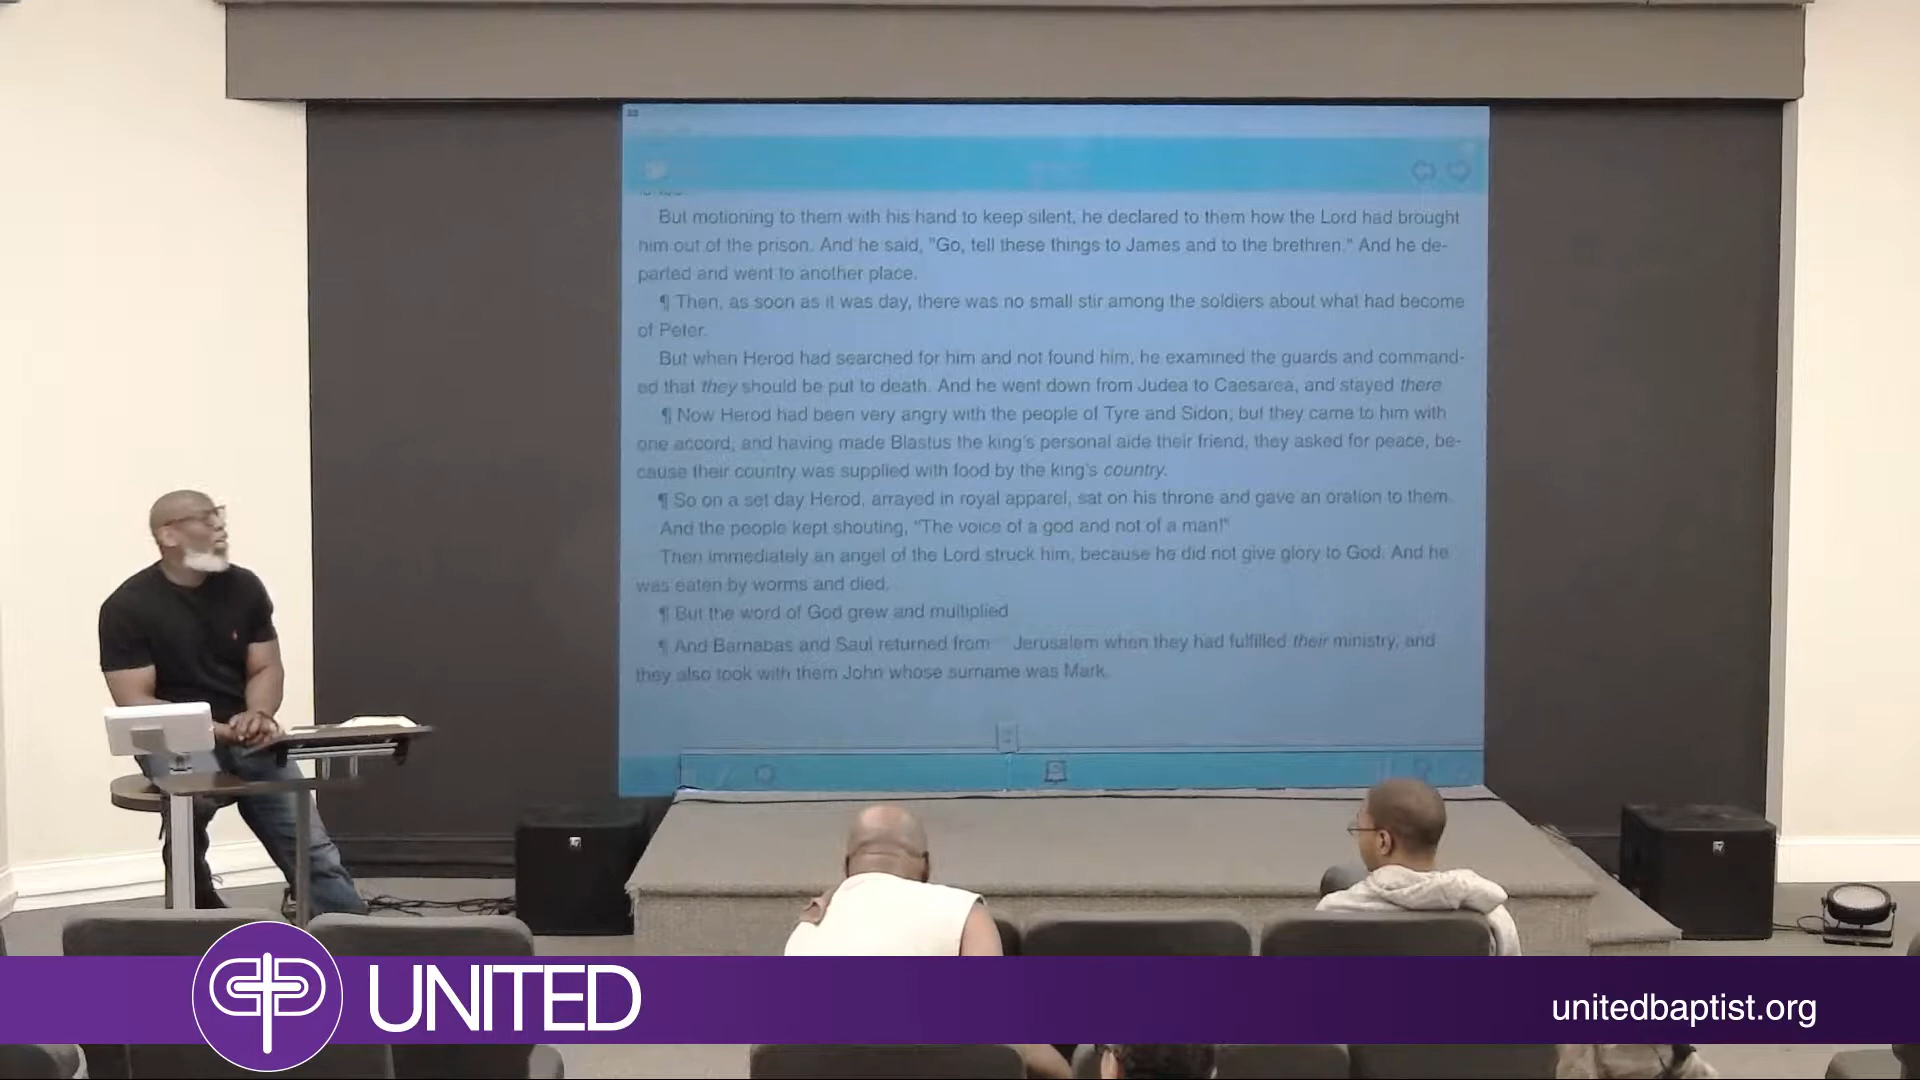 But motioning to them with his hand to keep silent, he declared to them how the Lord had brought
him out of the prison. And he said, "Go, tell these things to James and to the brethren." And he de-
parted and went to another place.
¶ Then, as soon as it was day, there was no small stir among the soldiers about what had become
of Peter.
But when Herod had searched for him and not found him, he examined the guards and command-
ed that they should be put to death. And he went down from Judea to Caesarea, and stayed there
¶ Now Herod had been very angry with the people of Tyre and Sidon; but they came to him with
one accord, and having made Blastus the king's personal aide their friend, they asked for peace, be-
cause their country was supplied with food by the king's country.
¶ So on a set day Herod, arrayed in royal apparel, sat on his throne and gave an oration to them.
And the people kept shouting, "The voice of a god and not of a man!"
Then immediately an angel of the Lord struck him, because he did not give glory to God. And he
was eaten by worms and died.
¶ But the word of God grew and multiplied
¶ And Barnabas and Saul returned from Jerusalem when they had fulfilled their ministry, and
they also took with them John whose surname was Mark.
UNITED
unitedbaptist.org